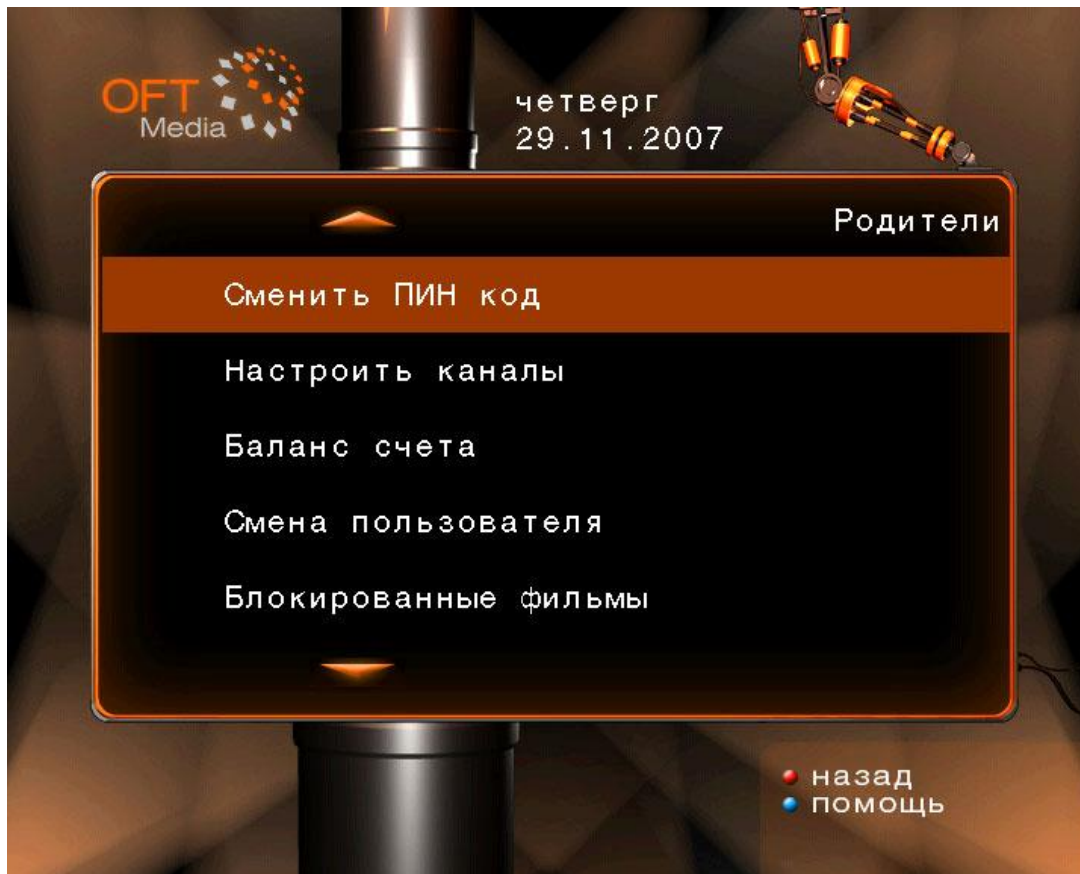 OFT
Media
четверг
29.11.2007
Родители
Сменить ПИН код
Настроить каналы
Баланс счета
Смена пользователя
Блокированные фильмы
назад
помощь